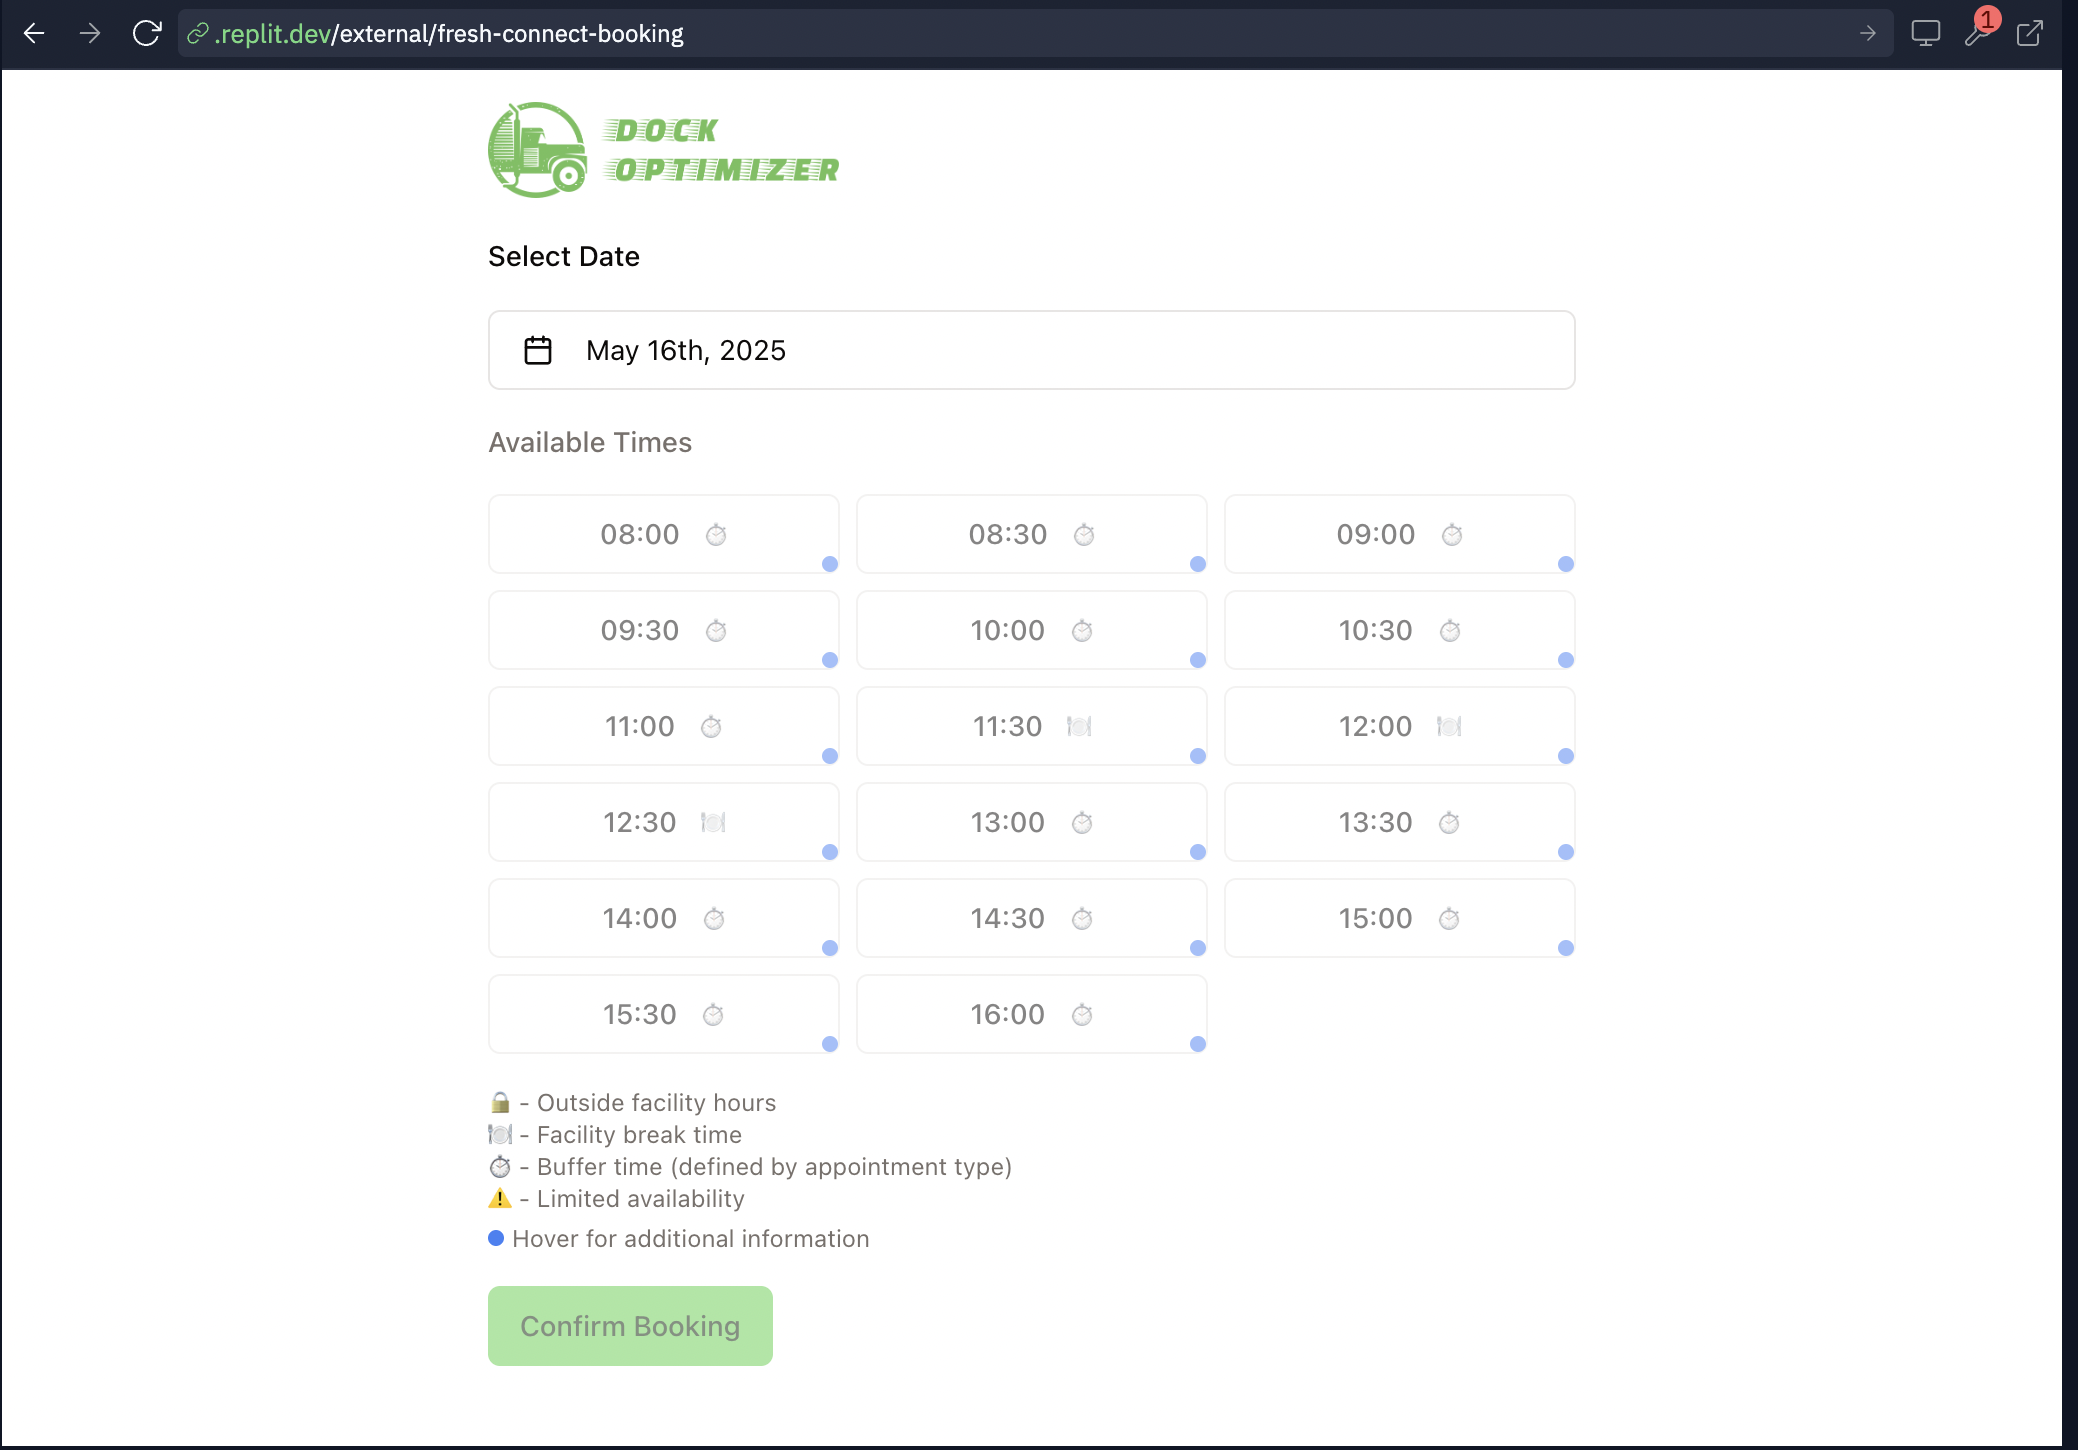 .replit.dev/external/fresh-connect-booking
1
DOCK
OPTIMIZER
Select Date
May 16th, 2025
Available Times
08:00 08:30 09:00
09:30 10:00 10:30
11:00 11:30 12:00
12:30 13:00 13:30
14:00 14:30 15:00
15:30 16:00
- Outside facility hours
- Facility break time
- Buffer time (defined by appointment type)
- Limited availability
Hover for additional information
Confirm Booking